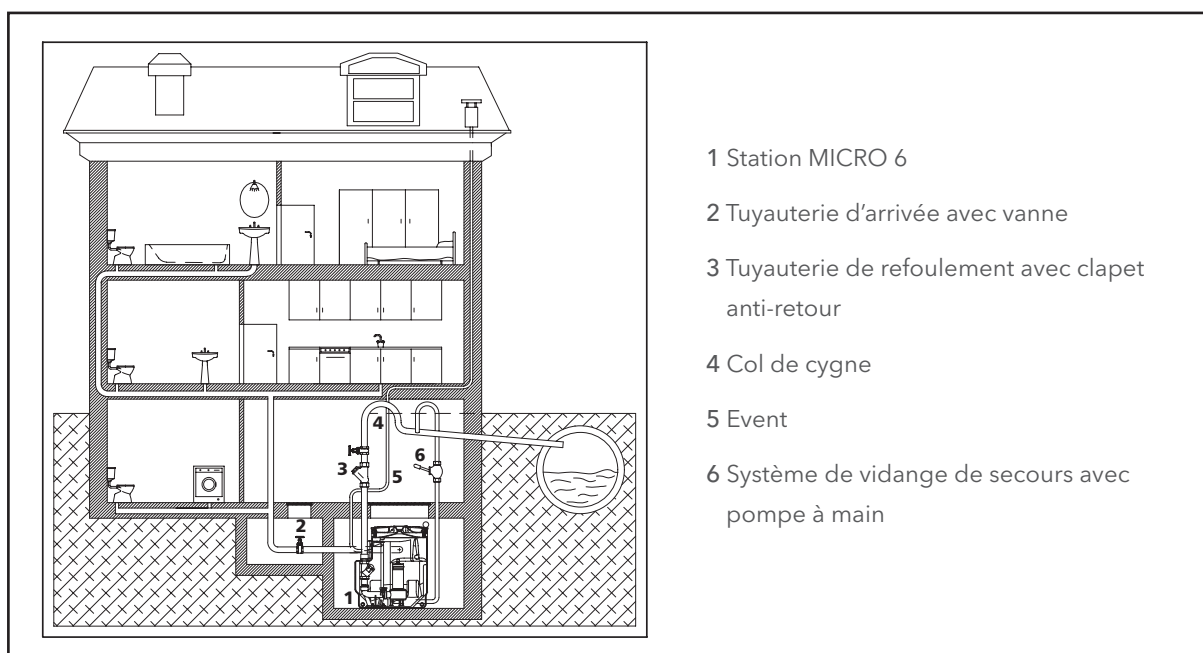 1 Station MICRO 6
2 Tuyauterie d'arrivée avec vanne
3 Tuyauterie de refoulement avec clapet
anti-retour
4 Col de cygne
5 Event
6 Système de vidange de secours avec
pompe à main
4
3
5
6
2
1